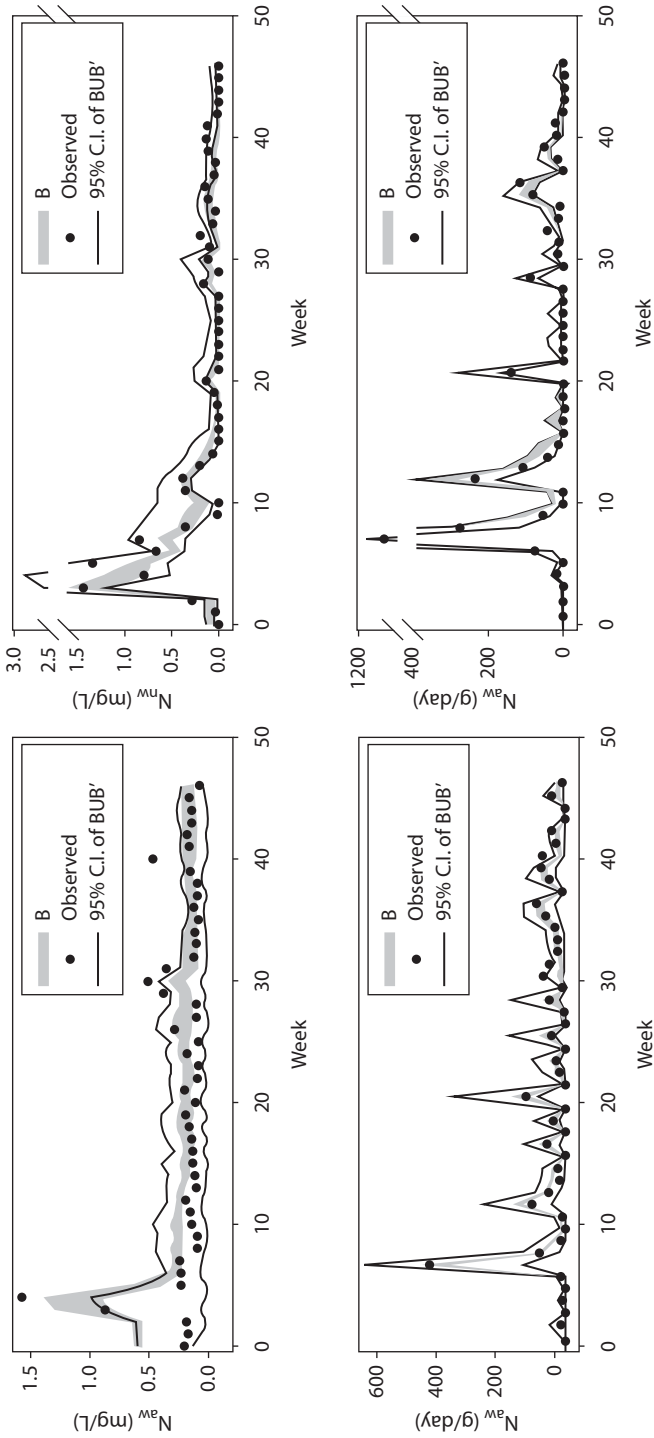 1.5
1.0
0.5
0.0
N_aw (mg/L)
B
Observed
95% C.I. of BUB′
0 10 20 30 40 50
Week
3.0
2.5
1.5
1.0
0.5
0.0
N_nw (mg/L)
B
Observed
95% C.I. of BUB′
0 10 20 30 40 50
Week
600
400
200
0
N_aw (g/day)
B
Observed
95% C.I. of BUB′
0 10 20 30 40 50
Week
1200
400
200
0
N_aw (g/day)
B
Observed
95% C.I. of BUB′
0 10 20 30 40 50
Week